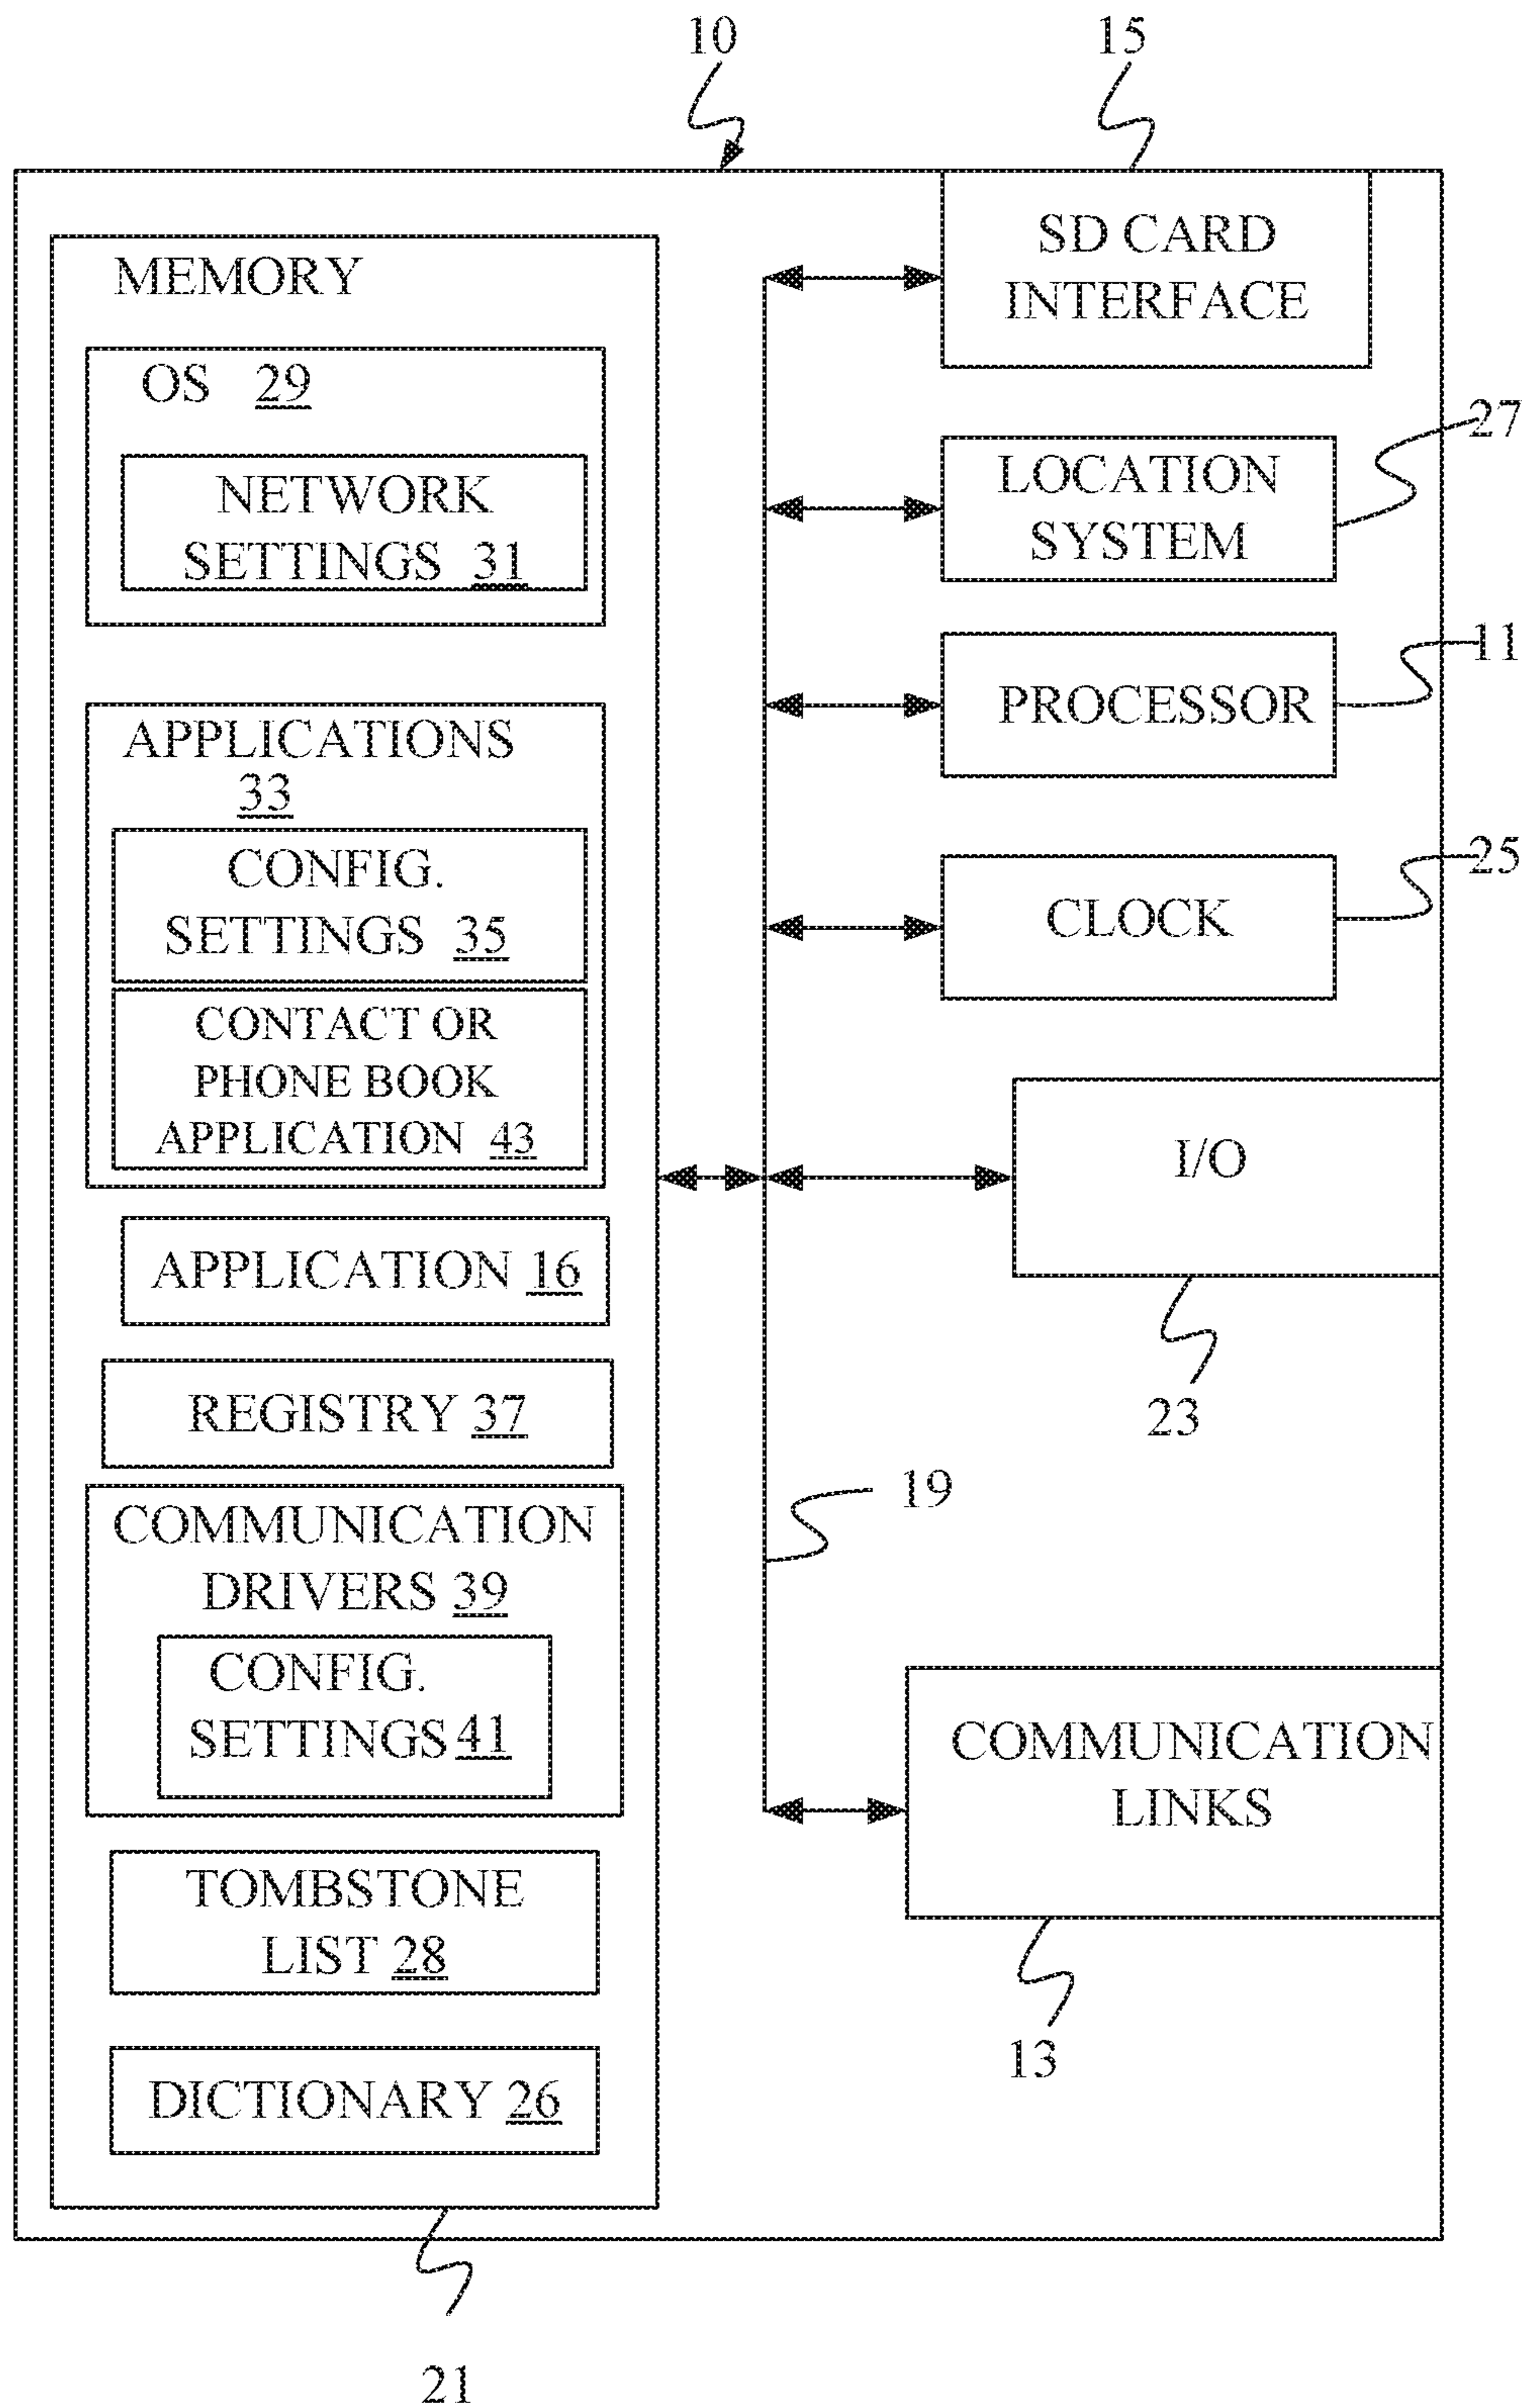 10
15
MEMORY
OS 29
NETWORK
SETTINGS 31
APPLICATIONS
33
CONFIG.
SETTINGS 35
CONTACT OR
PHONE BOOK
APPLICATION 43
APPLICATION 16
REGISTRY 37
COMMUNICATION
DRIVERS 39
CONFIG.
SETTINGS 41
TOMBSTONE
LIST 28
DICTIONARY 26
21
SD CARD
INTERFACE
LOCATION
SYSTEM
27
PROCESSOR
11
CLOCK
25
I/O
23
19
COMMUNICATION
LINKS
13